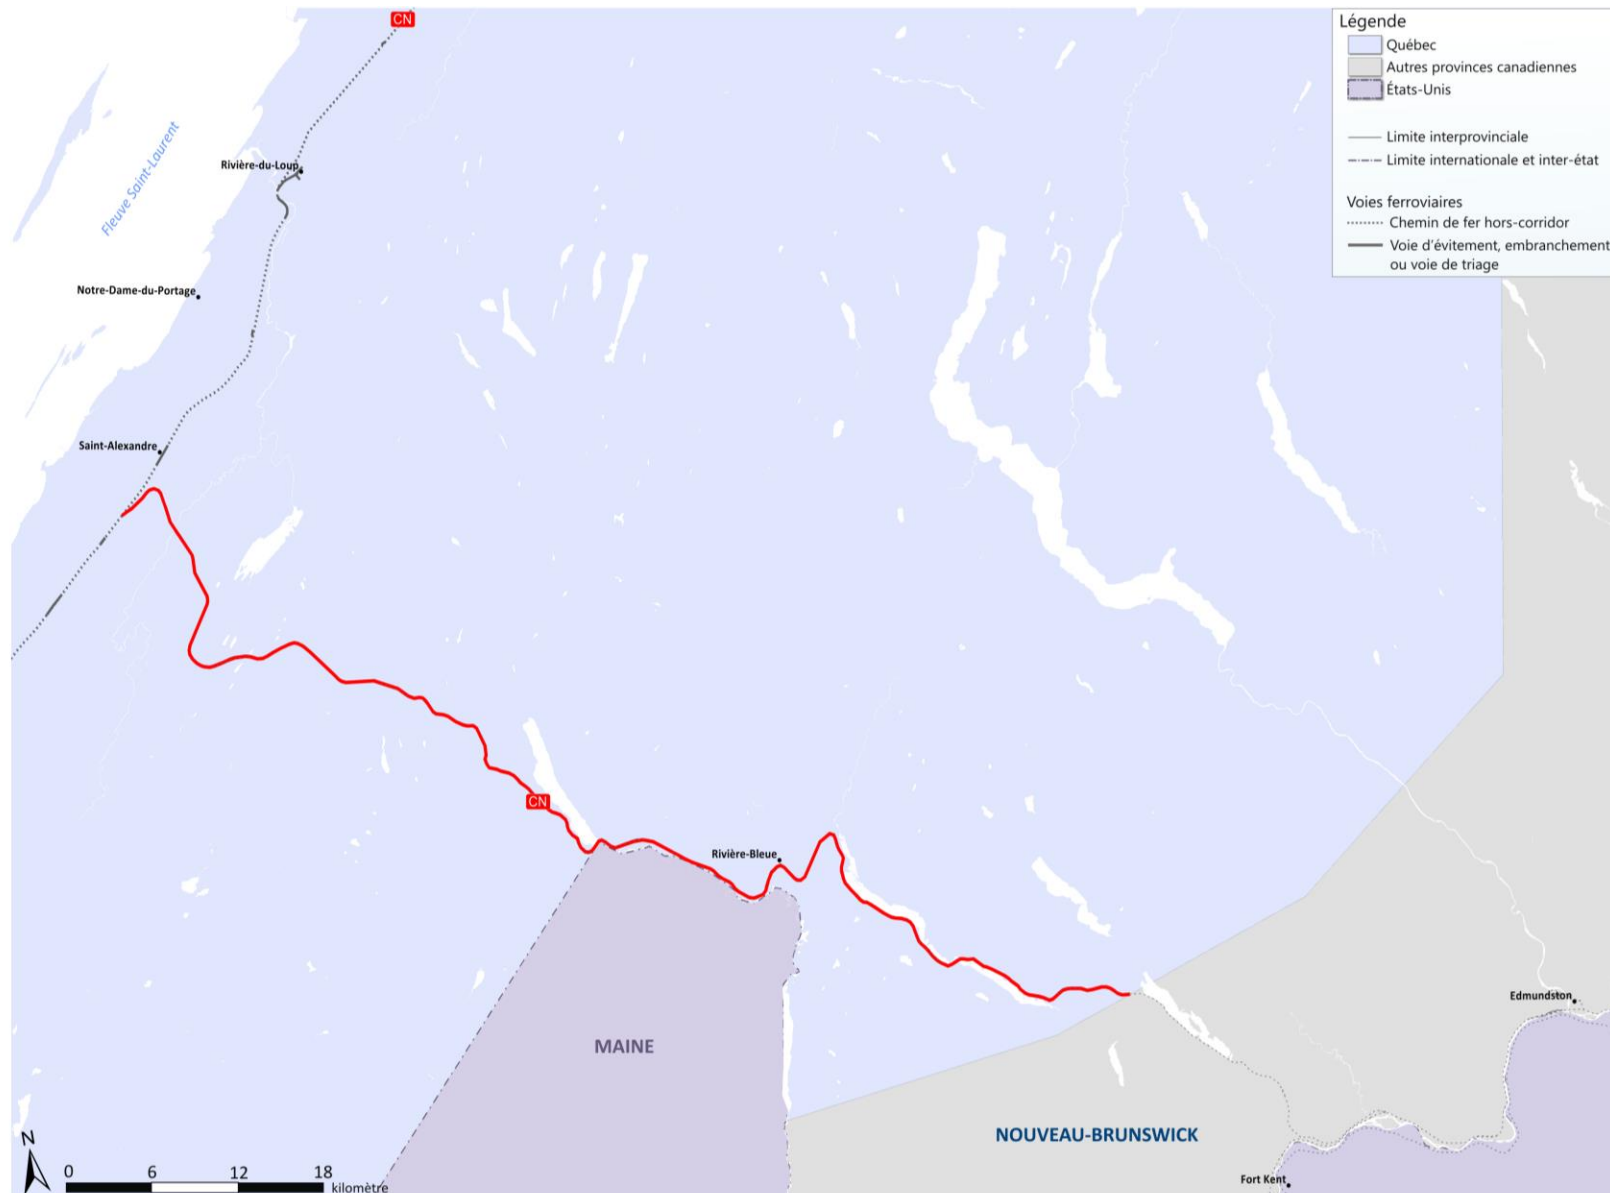 CN
Légende
Québec
Autres provinces canadiennes
États-Unis
Limite interprovinciale
Limite internationale et inter-état
Voies ferroviaires
Chemin de fer hors-corridor
Voie d'évitement, embranchement
ou voie de triage
Fleuve Saint-Laurent
Rivière-du-Loup
Notre-Dame-du-Portage
Saint-Alexandre
CN
Rivière-Bleue
Edmundston
MAINE
NOUVEAU-BRUNSWICK
Fort Kent
N
0 6 12 18
kilomètre